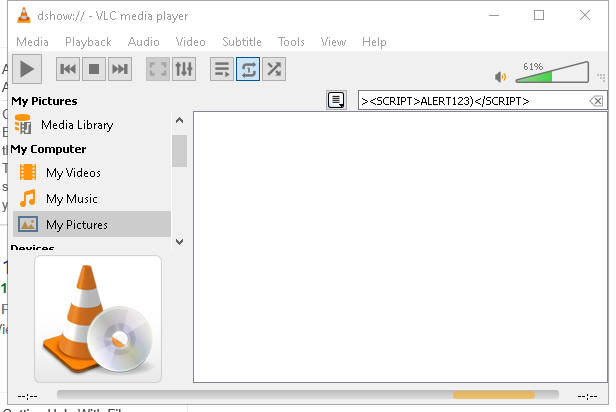 dshow:// - VLC media player
Media Playback Audio Video Subtitle Tools View Help
61%
My Pictures
><SCRIPT>ALERT123)</SCRIPT>
Media Library
My Computer
My Videos
My Music
My Pictures
Devices
--:-- --:--